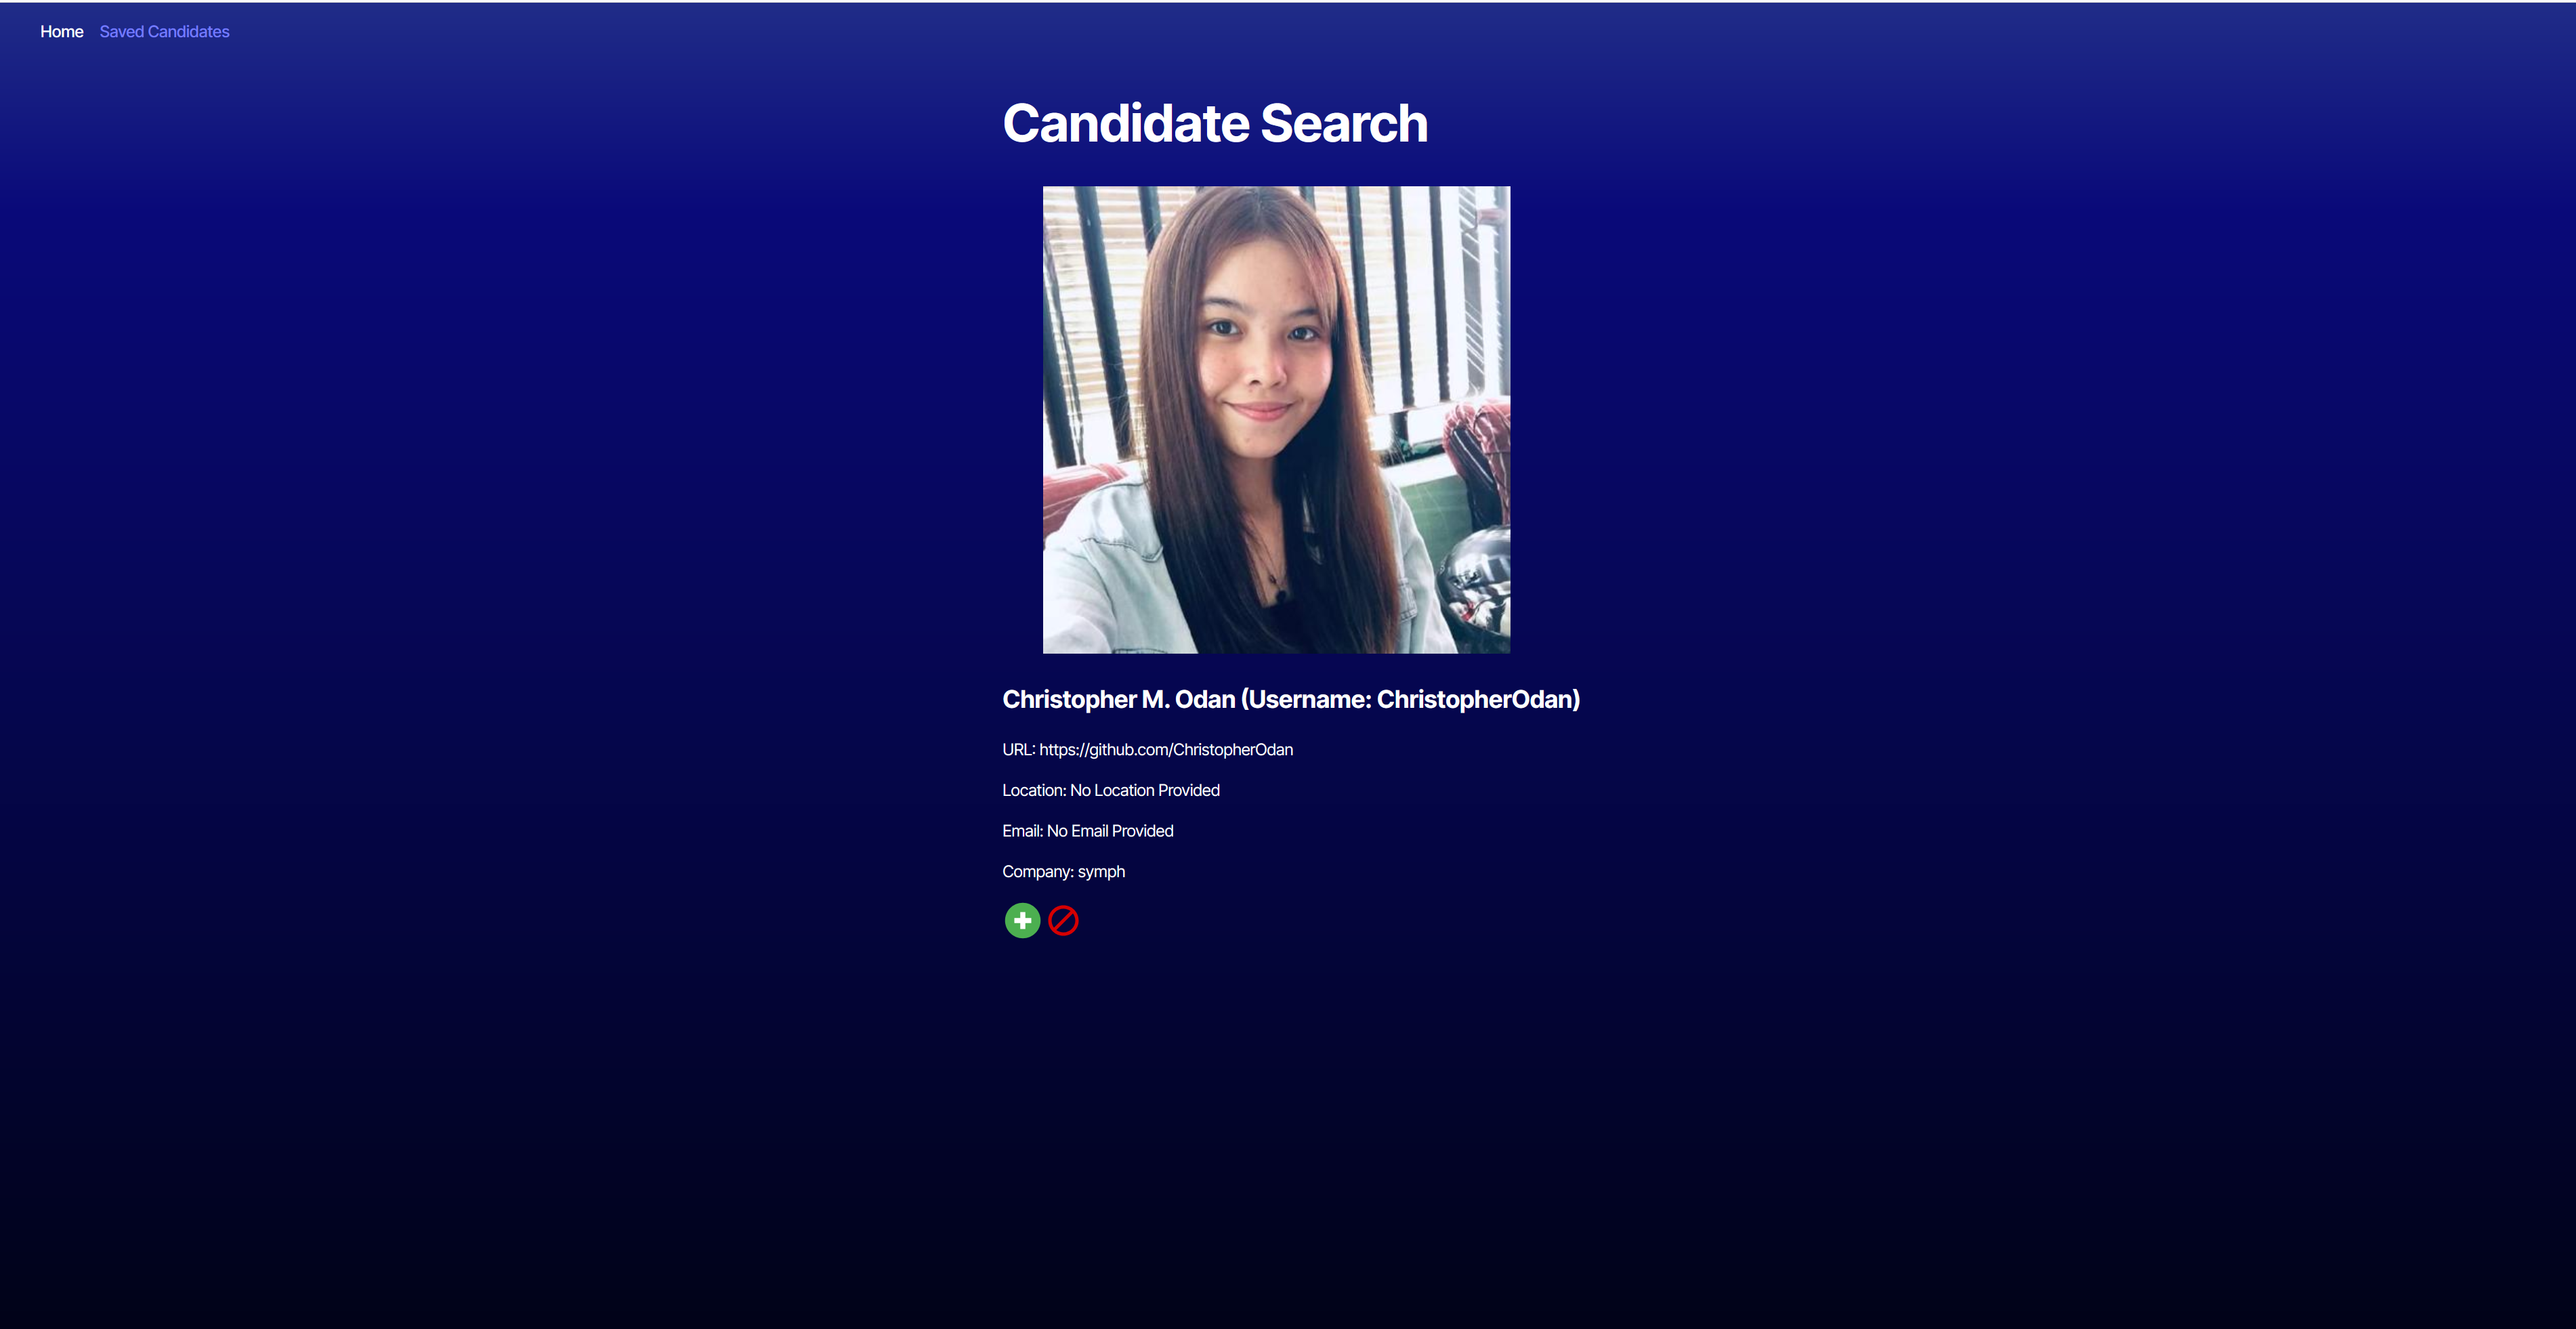 Home Saved Candidates
Candidate Search
Christopher M. Odan (Username: ChristopherOdan)
URL: https://github.com/ChristopherOdan
Location: No Location Provided
Email: No Email Provided
Company: symph